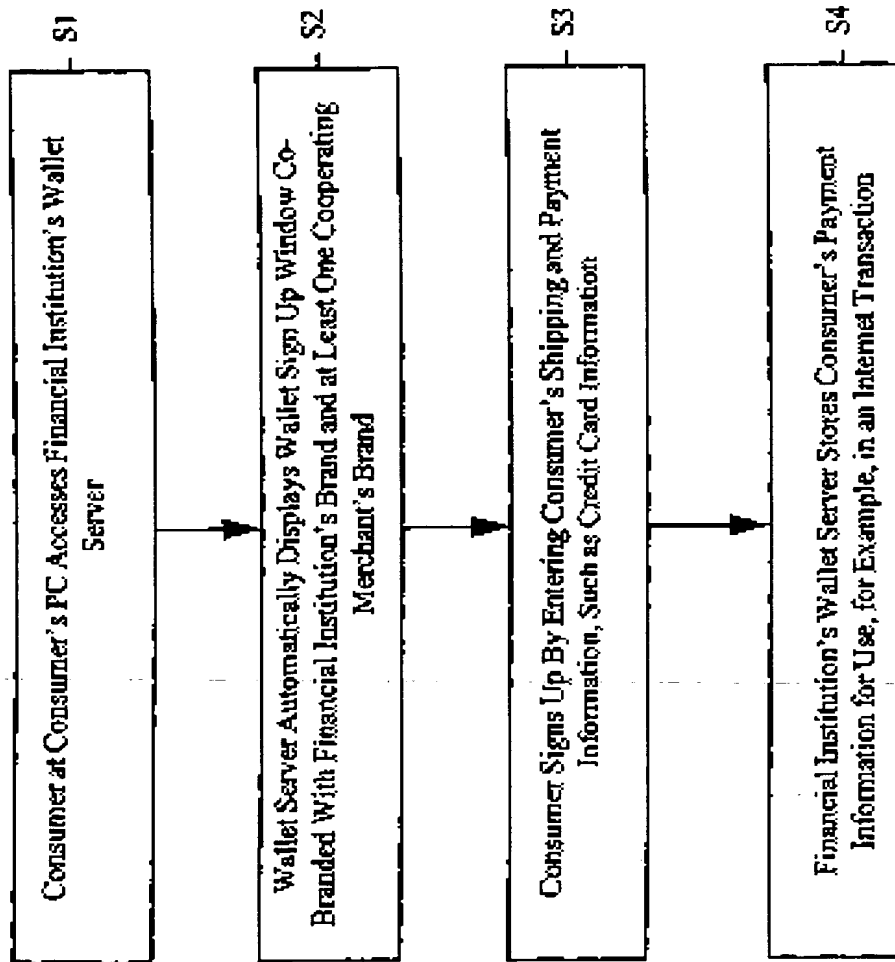 Consumer at Consumer's PC Accesses Financial Institution's Wallet
Server
S1
Wallet Server Automatically Displays Wallet Sign Up Window Co-
Branded With Financial Institution's Brand and at Least One Cooperating
Merchant's Brand
S2
Consumer Signs Up By Entering Consumer's Shipping and Payment
Information, Such as Credit Card Information
S3
Financial Institution's Wallet Server Stores Consumer's Payment
Information for Use, for Example, in an Internet Transaction
S4